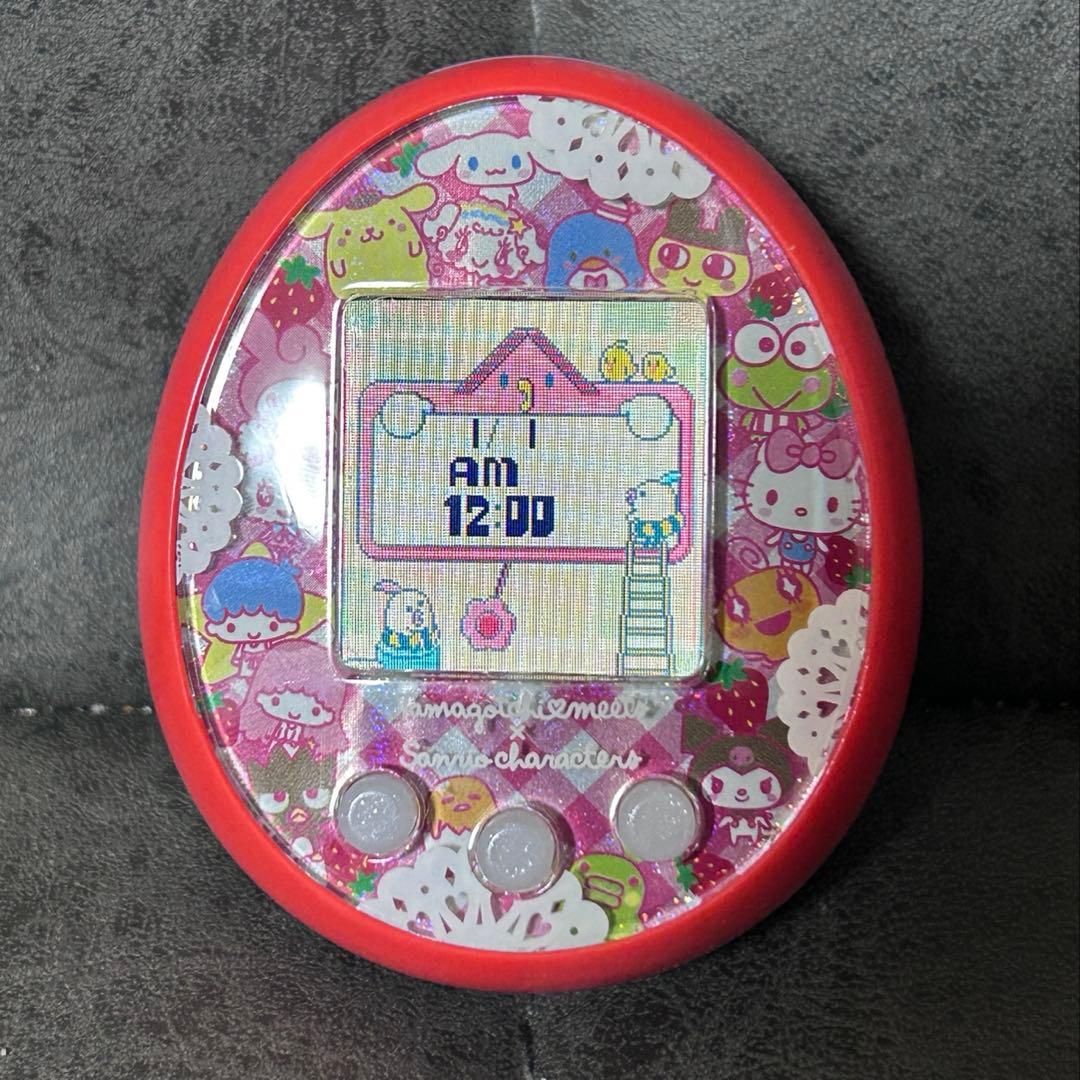 1/ 1
AM
12:00
Tamagotchi♥meets
×
Sanrio characters